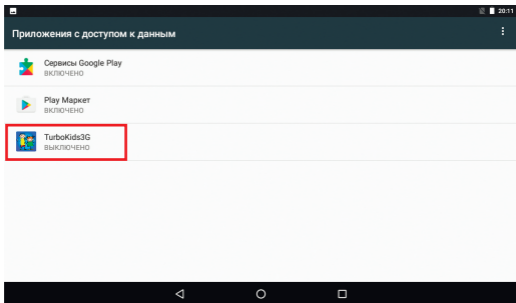 20:11
Приложения с доступом к данным
Сервисы Google Play
ВКЛЮЧЕНО
Play Маркет
ВКЛЮЧЕНО
TurboKids3G
ВЫКЛЮЧЕНО